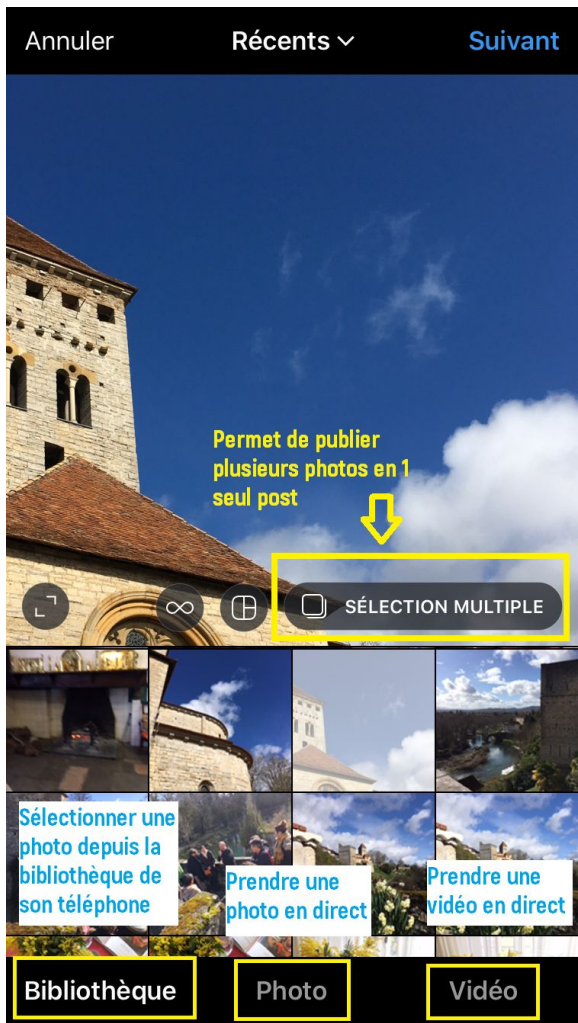 Annuler Récents Suivant
Permet de publier
plusieurs photos en 1
seul post
SÉLECTION MULTIPLE
Sélectionner une
photo depuis la
bibliothèque de
son téléphone
Prendre une
photo en direct
Prendre une
vidéo en direct
Bibliothèque Photo Vidéo